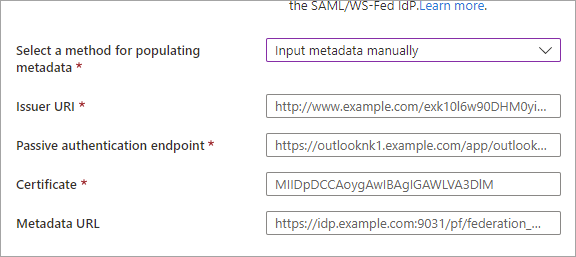 the SAML/WS-Fed IdP.Learn more.
Select a method for populating
metadata *
Input metadata manually
Issuer URI *
http://www.example.com/exk10l6w90DHM0yi...
Passive authentication endpoint *
https://outlooknk1.example.com/app/outlook...
Certificate *
MIIDpDCCAoygAwIBAgIGAWLVA3DlM
Metadata URL
https://idp.example.com:9031/pf/federation_...